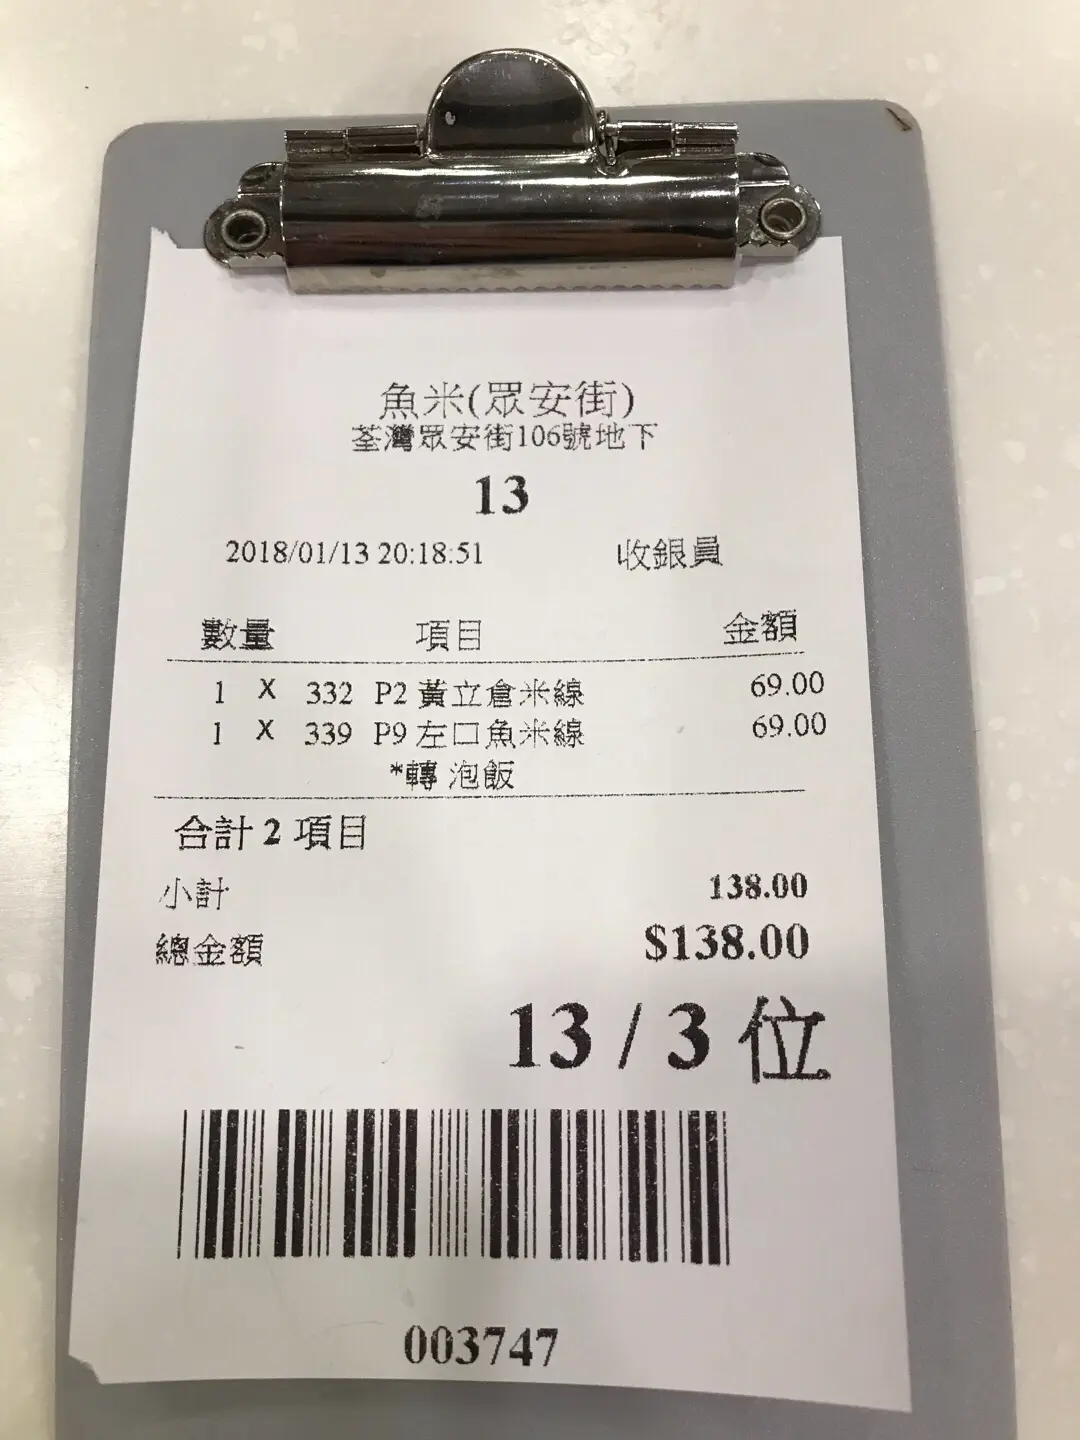 魚米(眾安街)
荃灣眾安街106號地下
13
2018/01/13 20:18:51 收銀員
數量 項目 金額
1 X 332 P2 黃立倉米線 69.00
1 X 339 P9 左口魚米線 69.00
*轉 泡飯
合計 2 項目
小計 138.00
總金額 $138.00
13 / 3 位
003747